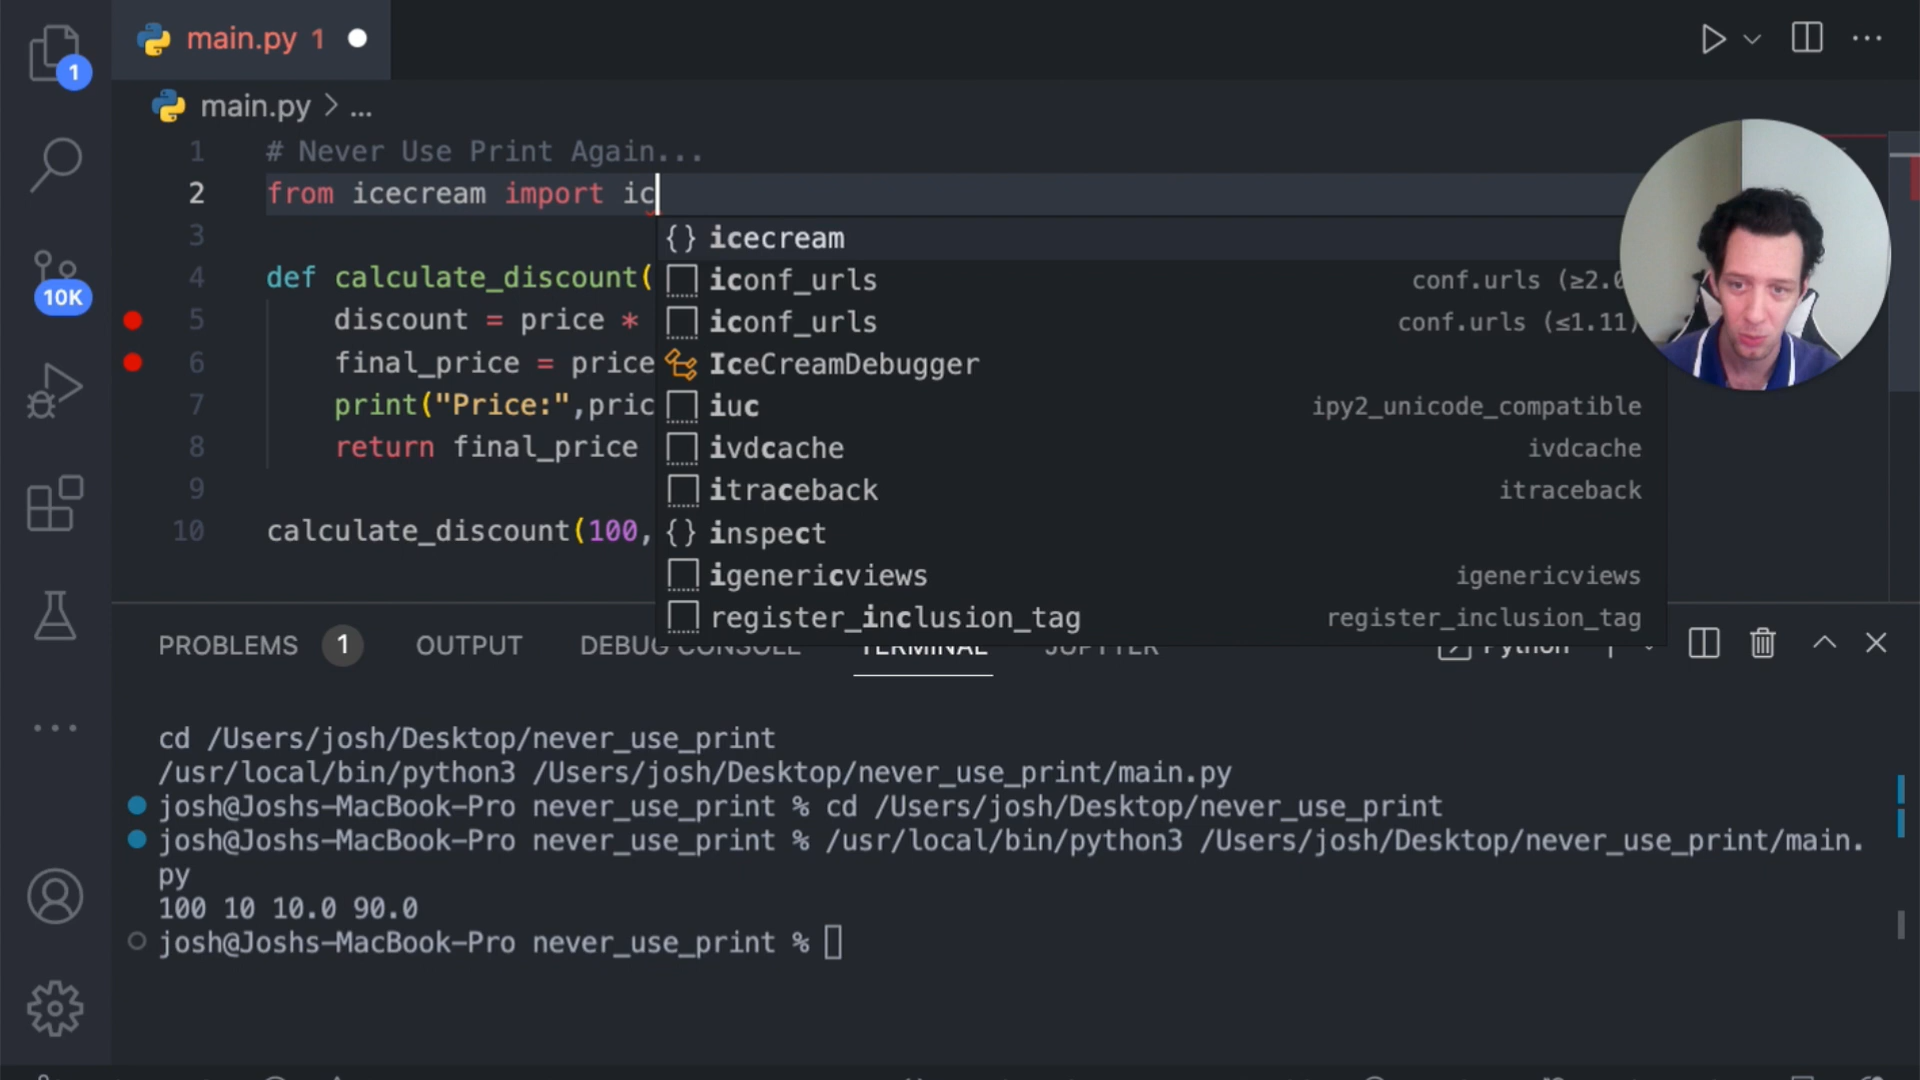 main.py 1
1
main.py > ...
1 # Never Use Print Again...
2 from icecream import ic
3
4 def calculate_discount(
5 discount = price *
6 final_price = price
7 print("Price:",pric
8 return final_price
9
10 calculate_discount(100,
{} icecream
iconf_urls conf.urls (≥2.0
iconf_urls conf.urls (≤1.11)
IceCreamDebugger
iuc ipy2_unicode_compatible
ivdcache ivdcache
itraceback itraceback
{} inspect
igenericviews igenericviews
register_inclusion_tag register_inclusion_tag
10K
PROBLEMS 1 OUTPUT DEBUG CONSOLE TERMINAL JUPYTER Python
cd /Users/josh/Desktop/never_use_print
/usr/local/bin/python3 /Users/josh/Desktop/never_use_print/main.py
josh@Joshs-MacBook-Pro never_use_print % cd /Users/josh/Desktop/never_use_print
josh@Joshs-MacBook-Pro never_use_print % /usr/local/bin/python3 /Users/josh/Desktop/never_use_print/main.
py
100 10 10.0 90.0
josh@Joshs-MacBook-Pro never_use_print %